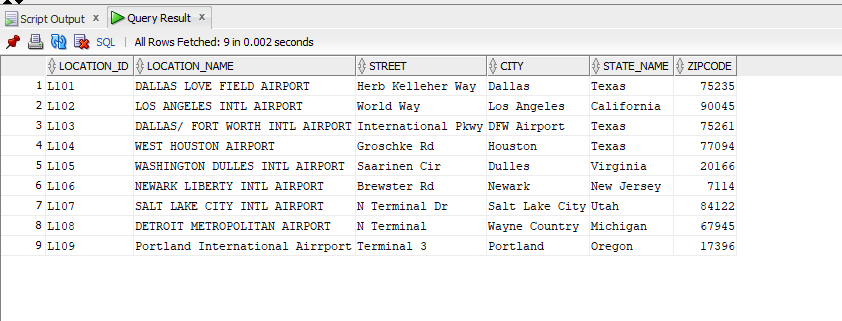 Script Output x Query Result x
SQL | All Rows Fetched: 9 in 0.002 seconds
LOCATION_ID LOCATION_NAME STREET CITY STATE_NAME ZIPCODE
1 L101 DALLAS LOVE FIELD AIRPORT Herb Kelleher Way Dallas Texas 75235
2 L102 LOS ANGELES INTL AIRPORT World Way Los Angeles California 90045
3 L103 DALLAS/ FORT WORTH INTL AIRPORT International Pkwy DFW Airport Texas 75261
4 L104 WEST HOUSTON AIRPORT Groschke Rd Houston Texas 77094
5 L105 WASHINGTON DULLES INTL AIRPORT Saarinen Cir Dulles Virginia 20166
6 L106 NEWARK LIBERTY INTL AIRPORT Brewster Rd Newark New Jersey 7114
7 L107 SALT LAKE CITY INTL AIRPORT N Terminal Dr Salt Lake City Utah 84122
8 L108 DETROIT METROPOLITAN AIRPORT N Terminal Wayne Country Michigan 67945
9 L109 Portland International Airrport Terminal 3 Portland Oregon 17396